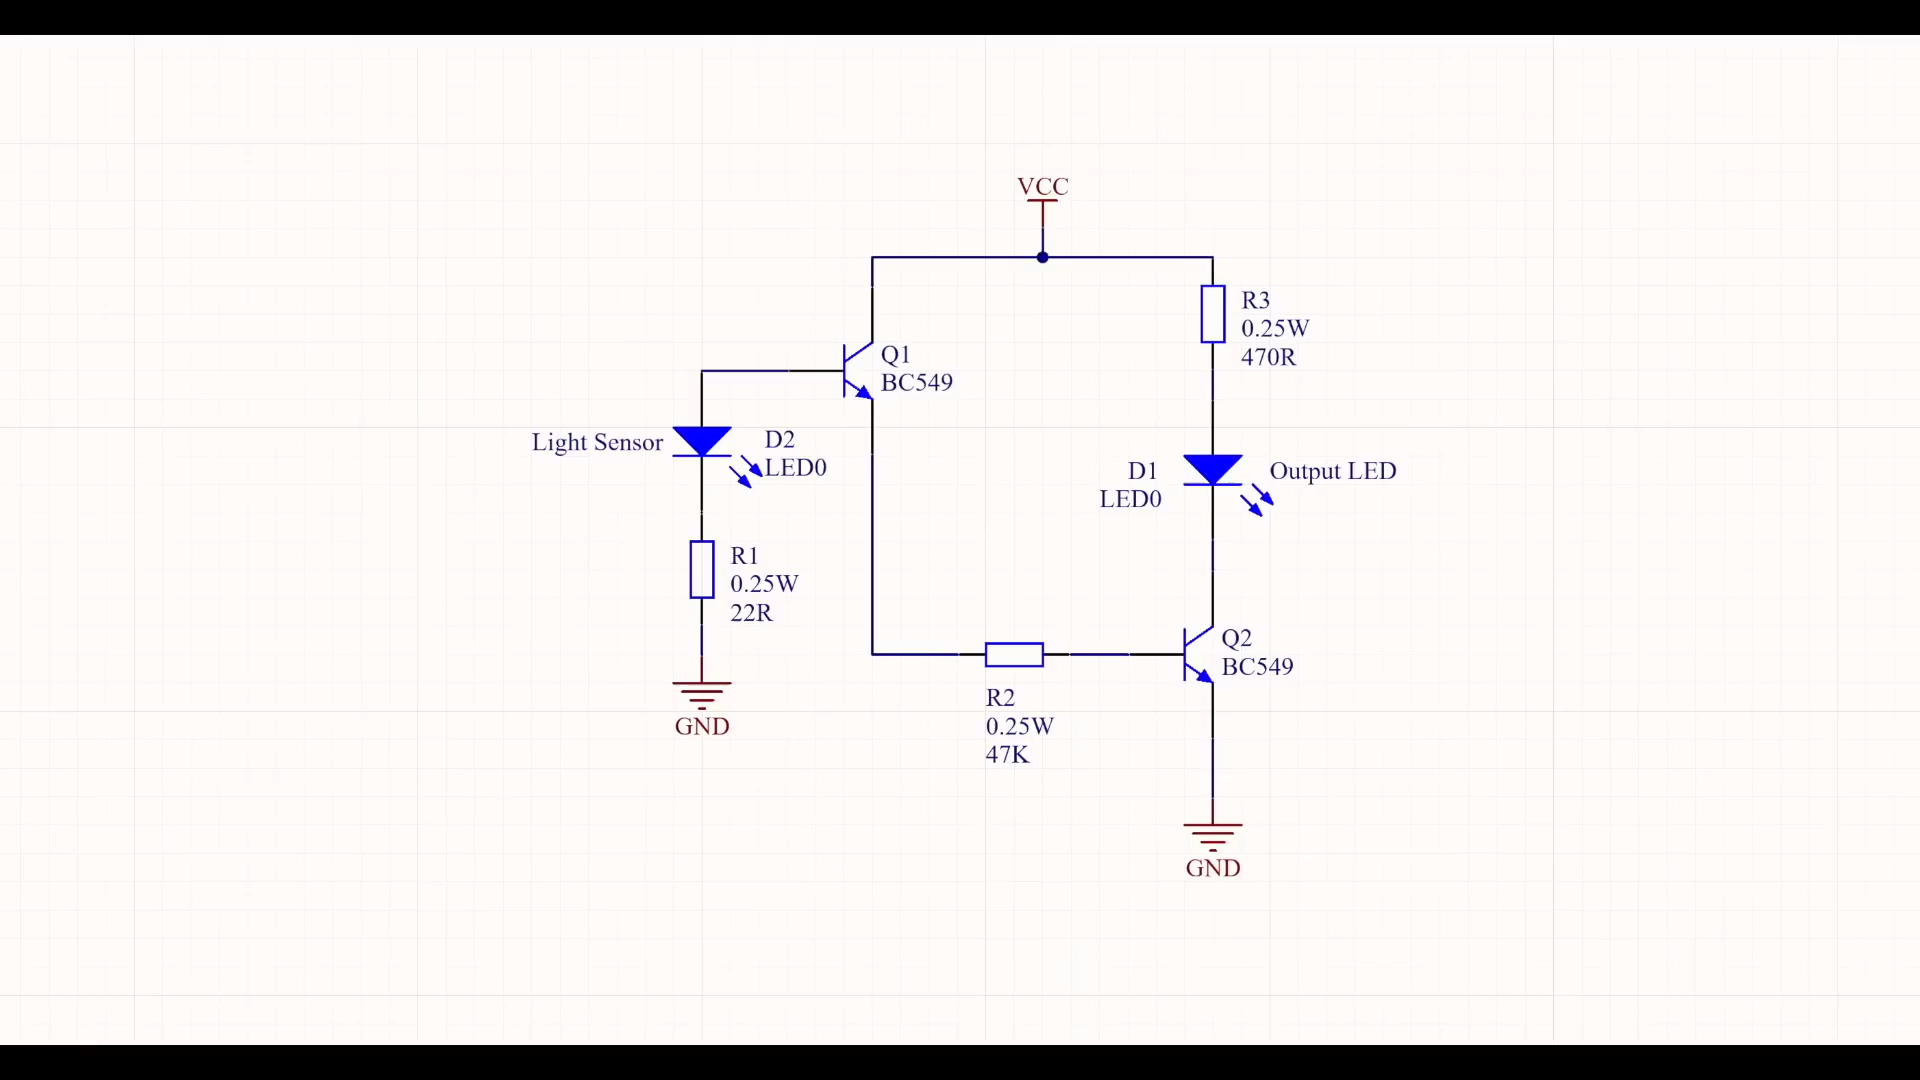 VCC
R3
0.25W
470R
Q1
BC549
Light Sensor
D2
LED0
D1
LED0
Output LED
R1
0.25W
22R
Q2
BC549
R2
0.25W
47K
GND
GND